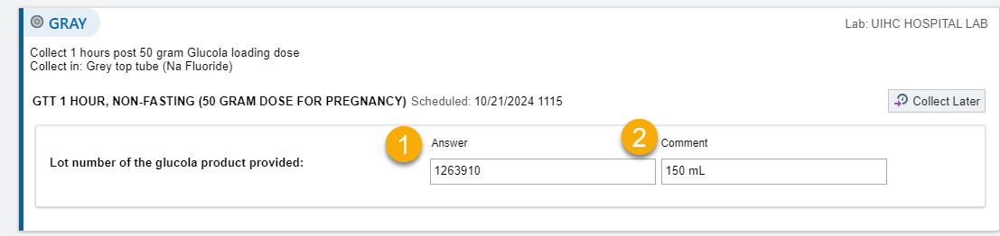 GRAY
Lab: UIHC HOSPITAL LAB
Collect 1 hours post 50 gram Glucola loading dose
Collect in: Grey top tube (Na Fluoride)
GTT 1 HOUR, NON-FASTING (50 GRAM DOSE FOR PREGNANCY) Scheduled: 10/21/2024 1115
Collect Later
1 Answer
2 Comment
Lot number of the glucola product provided:
1263910
150 mL